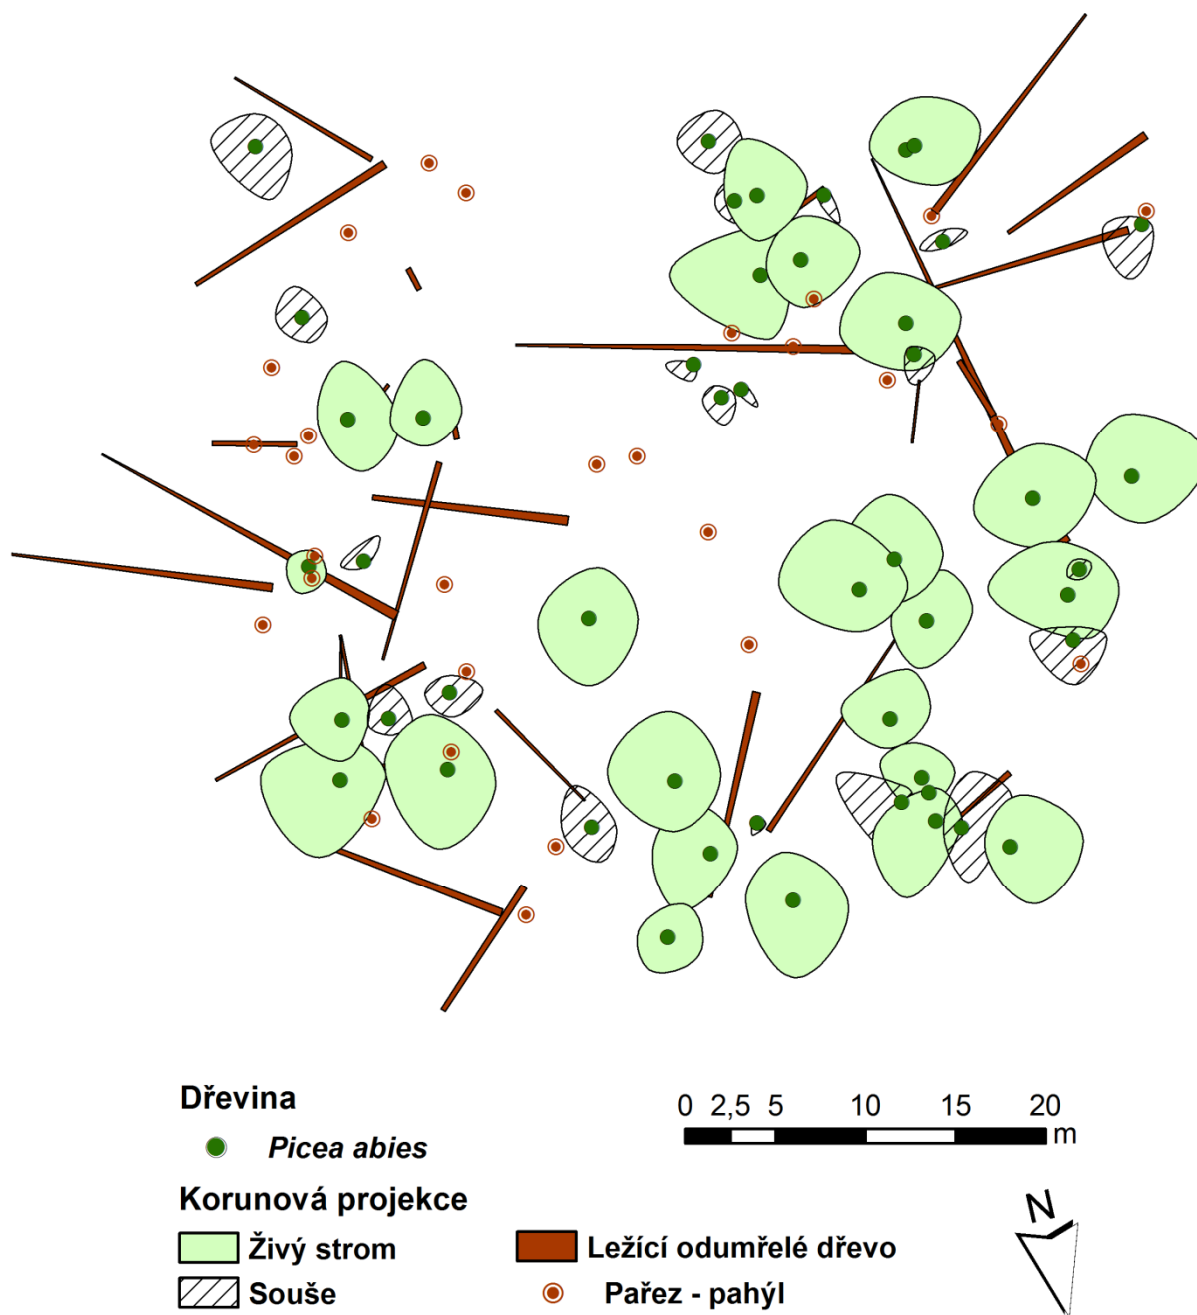 Dřevina
Picea abies
Korunová projekce
Živý strom
Souše
0 2,5 5 10 15 20
m
N
Ležící odumřelé dřevo
Pařez - pahýl